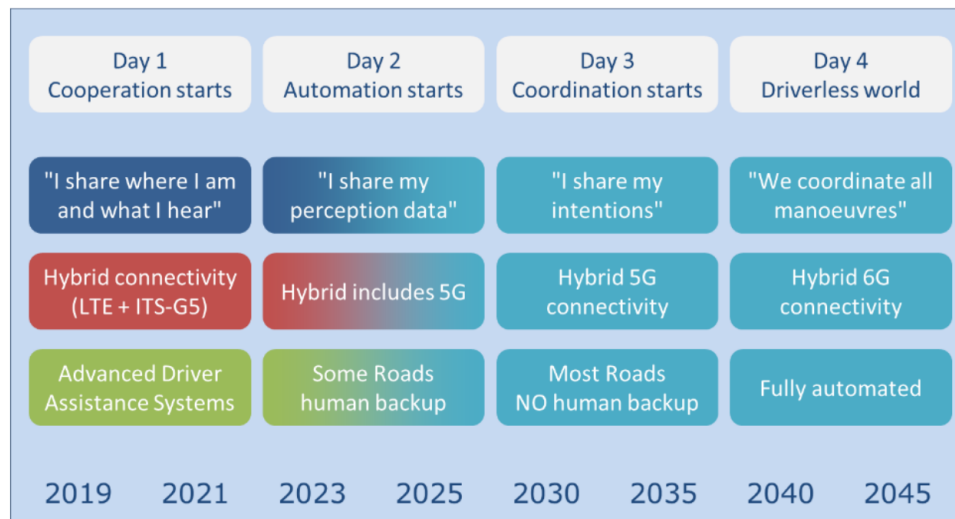 Day 1
Cooperation starts
Day 2
Automation starts
Day 3
Coordination starts
Day 4
Driverless world
"I share where I am
and what I hear"
"I share my
perception data"
"I share my
intentions"
"We coordinate all
manoeuvres"
Hybrid connectivity
(LTE + ITS-G5)
Hybrid includes 5G
Hybrid 5G
connectivity
Hybrid 6G
connectivity
Advanced Driver
Assistance Systems
Some Roads
human backup
Most Roads
NO human backup
Fully automated
2019 2021 2023 2025 2030 2035 2040 2045